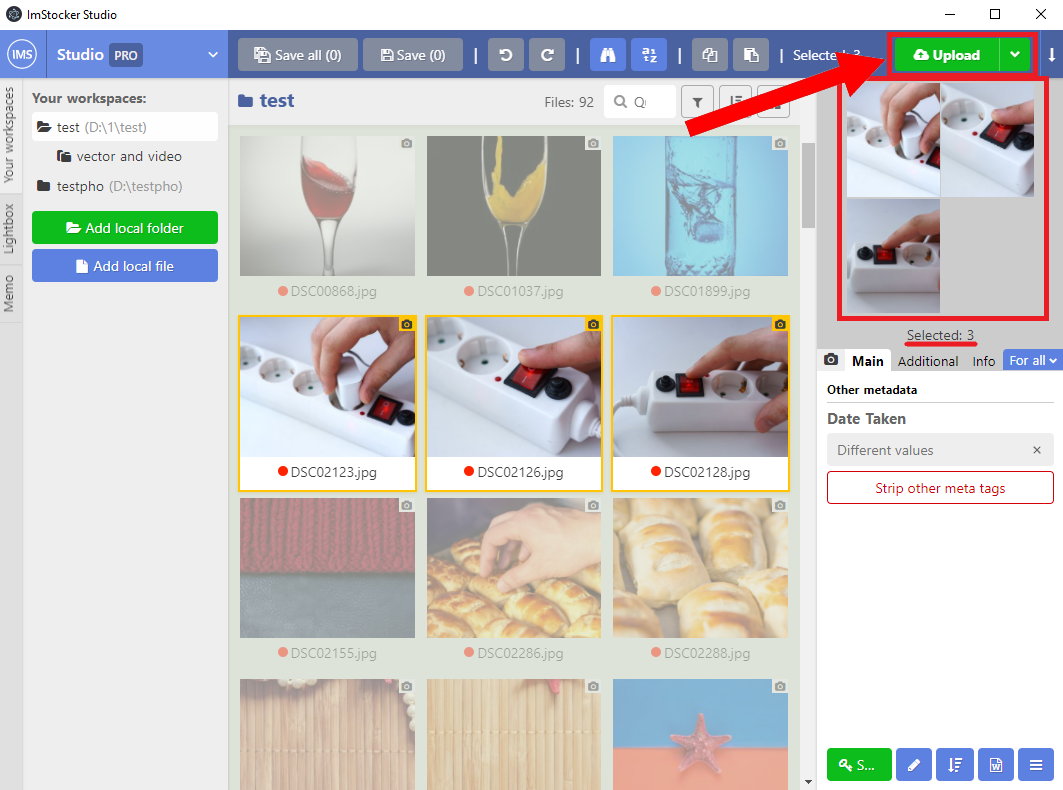 ImStocker Studio
IMS
Studio PRO
Save all (0)
Save (0)
Selected: 3
Upload
Your workspaces
Lightbox
Memo
Your workspaces:
test (D:\1\test)
vector and video
testpho (D:\testpho)
Add local folder
Add local file
test
Files: 92
DSC00868.jpg
DSC01037.jpg
DSC01899.jpg
DSC02123.jpg
DSC02126.jpg
DSC02128.jpg
DSC02155.jpg
DSC02286.jpg
DSC02288.jpg
Selected: 3
Main
Additional
Info
For all
Other metadata
Date Taken
Different values
Strip other meta tags
S...